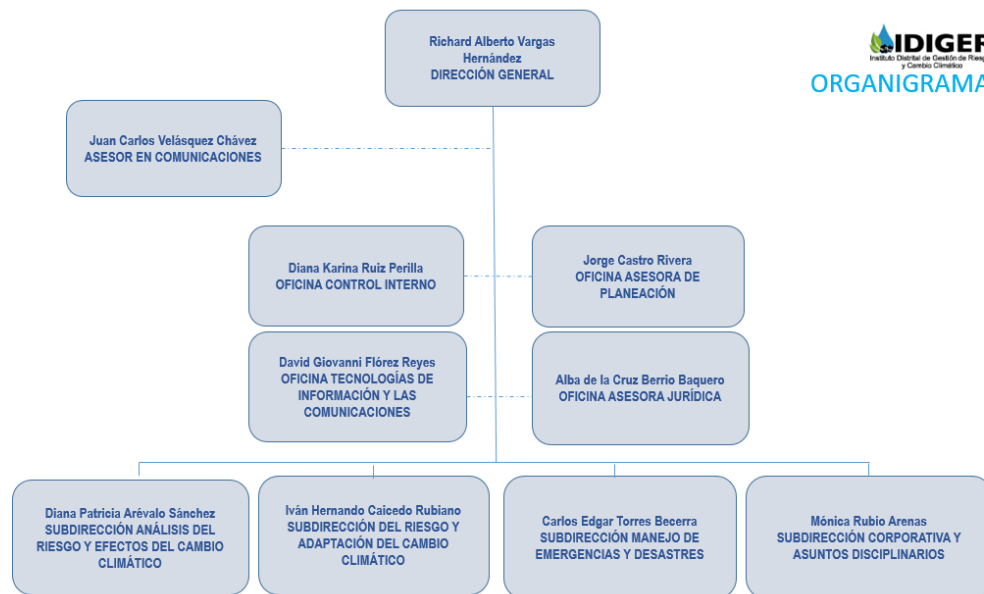 Richard Alberto Vargas
Hernández
DIRECCIÓN GENERAL
IDIGER
Instituto Distrital de Gestión de Riesg
y Cambio Climático
ORGANIGRAMA
Juan Carlos Velásquez Chávez
ASESOR EN COMUNICACIONES
Diana Karina Ruiz Perilla
OFICINA CONTROL INTERNO
Jorge Castro Rivera
OFICINA ASESORA DE
PLANEACIÓN
David Giovanni Flórez Reyes
OFICINA TECNOLOGÍAS DE
INFORMACIÓN Y LAS
COMUNICACIONES
Alba de la Cruz Berrio Baquero
OFICINA ASESORA JURÍDICA
Diana Patricia Arévalo Sánchez
SUBDIRECCIÓN ANÁLISIS DEL
RIESGO Y EFECTOS DEL CAMBIO
CLIMÁTICO
Iván Hernando Caicedo Rubiano
SUBDIRECCIÓN DEL RIESGO Y
ADAPTACIÓN DEL CAMBIO
CLIMÁTICO
Carlos Edgar Torres Becerra
SUBDIRECCIÓN MANEJO DE
EMERGENCIAS Y DESASTRES
Mónica Rubio Arenas
SUBDIRECCIÓN CORPORATIVA Y
ASUNTOS DISCIPLINARIOS